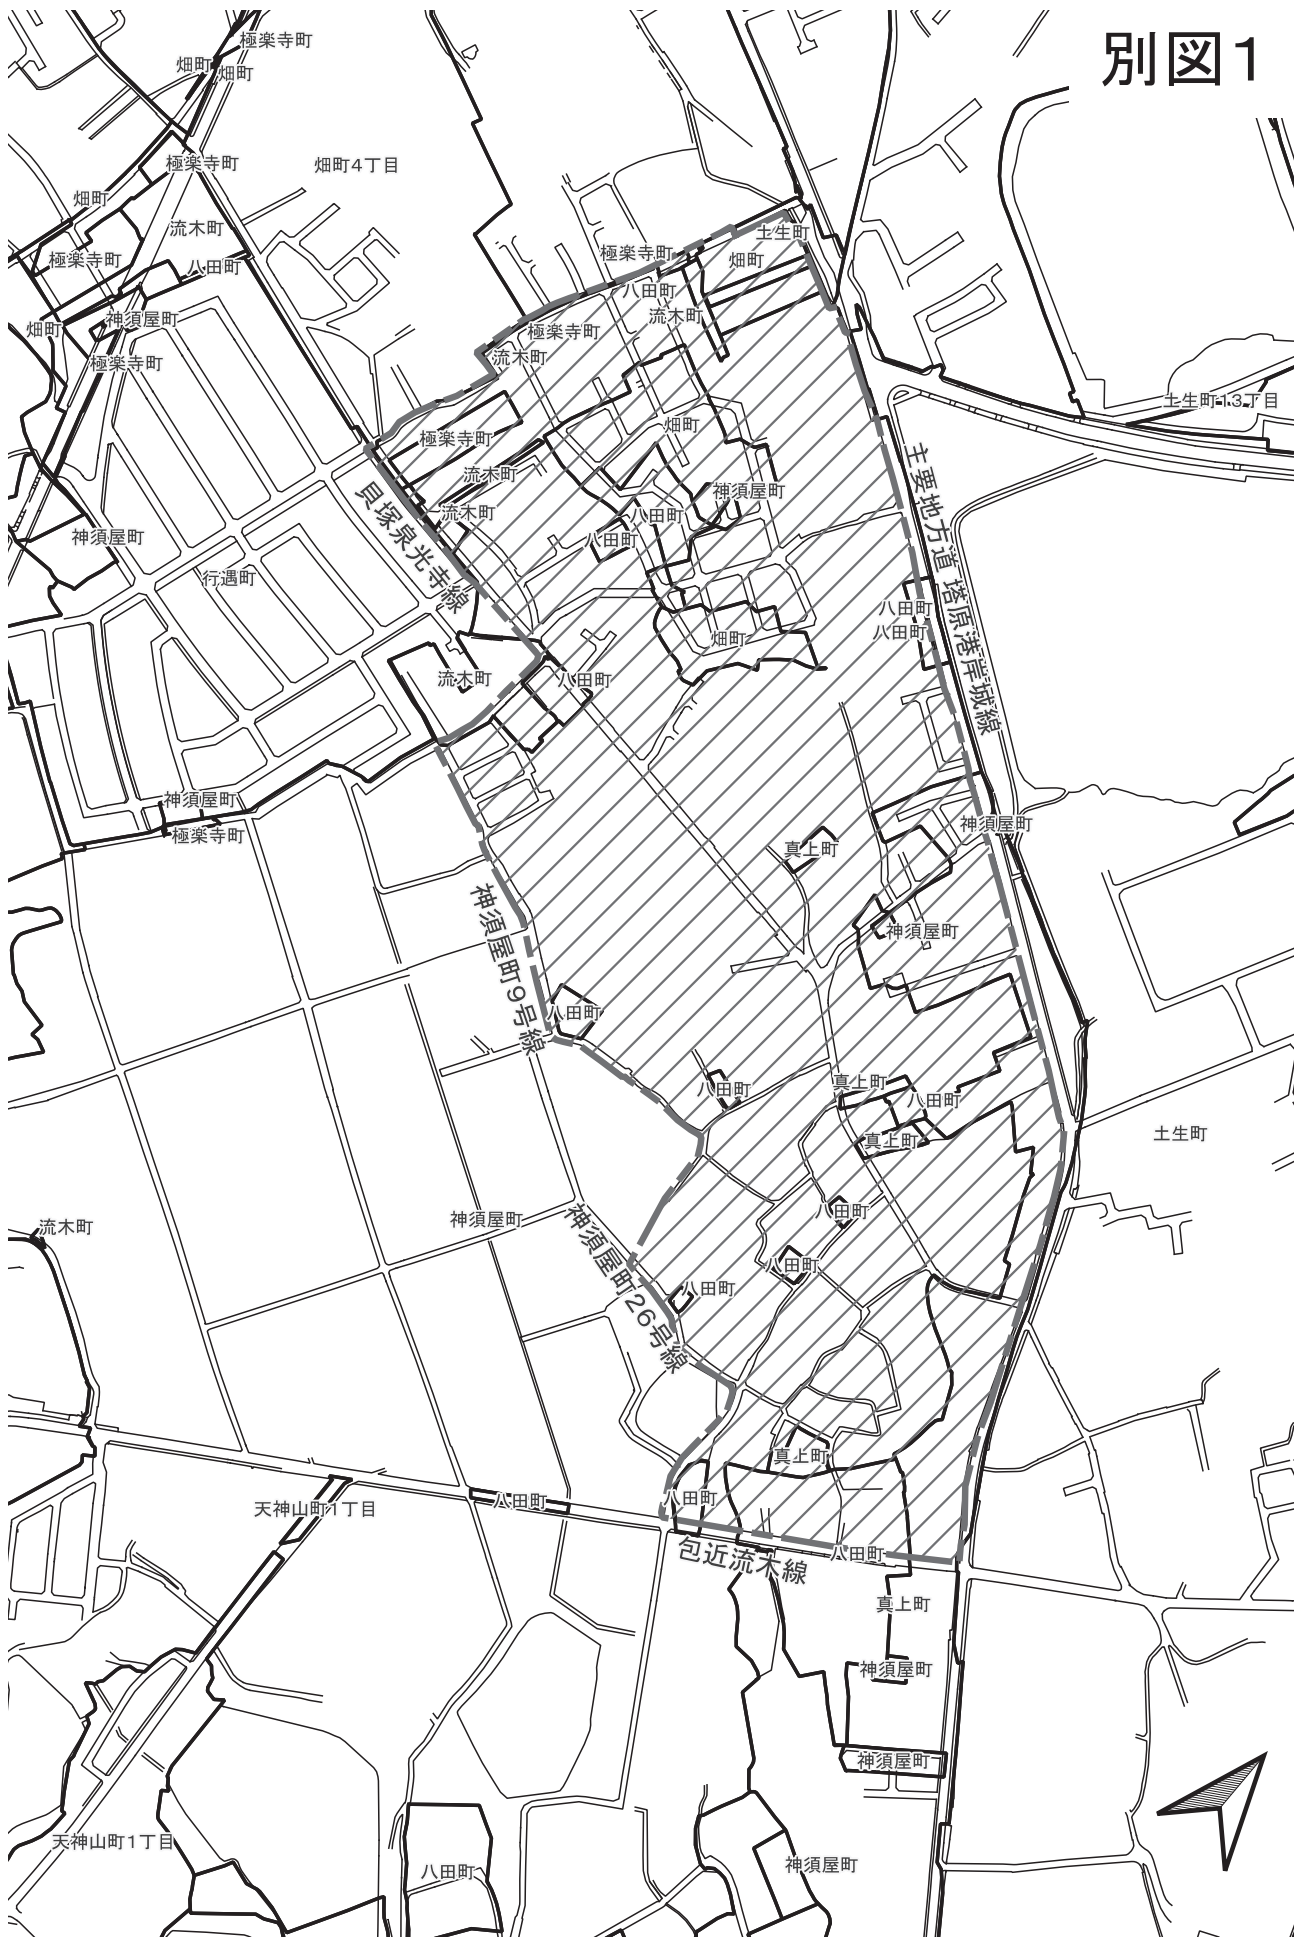 別図1
極楽寺町
畑町
畑町
極楽寺町
畑町4丁目
畑町
流木町
土生町
極楽寺町
極楽寺町
畑町
八田町
八田町
流木町
神須屋町
畑町
極楽寺町
流木町
極楽寺町
土生町13丁目
畑町
極楽寺町
流木町
主要地方道 塔原港岸城線
貝塚泉光寺線
神須屋町
流木町
八田町
神須屋町
八田町
行遇町
八田町
八田町
畑町
流木町
八田町
神須屋町
神須屋町
極楽寺町
真上町
神須屋町9号線
神須屋町
八田町
真上町
八田町
八田町
土生町
真上町
神須屋町
八田町
流木町
神須屋町26号線
八田町
八田町
真上町
八田町
八田町
天神山町1丁目
包近流木線
八田町
真上町
神須屋町
神須屋町
天神山町1丁目
神須屋町
八田町